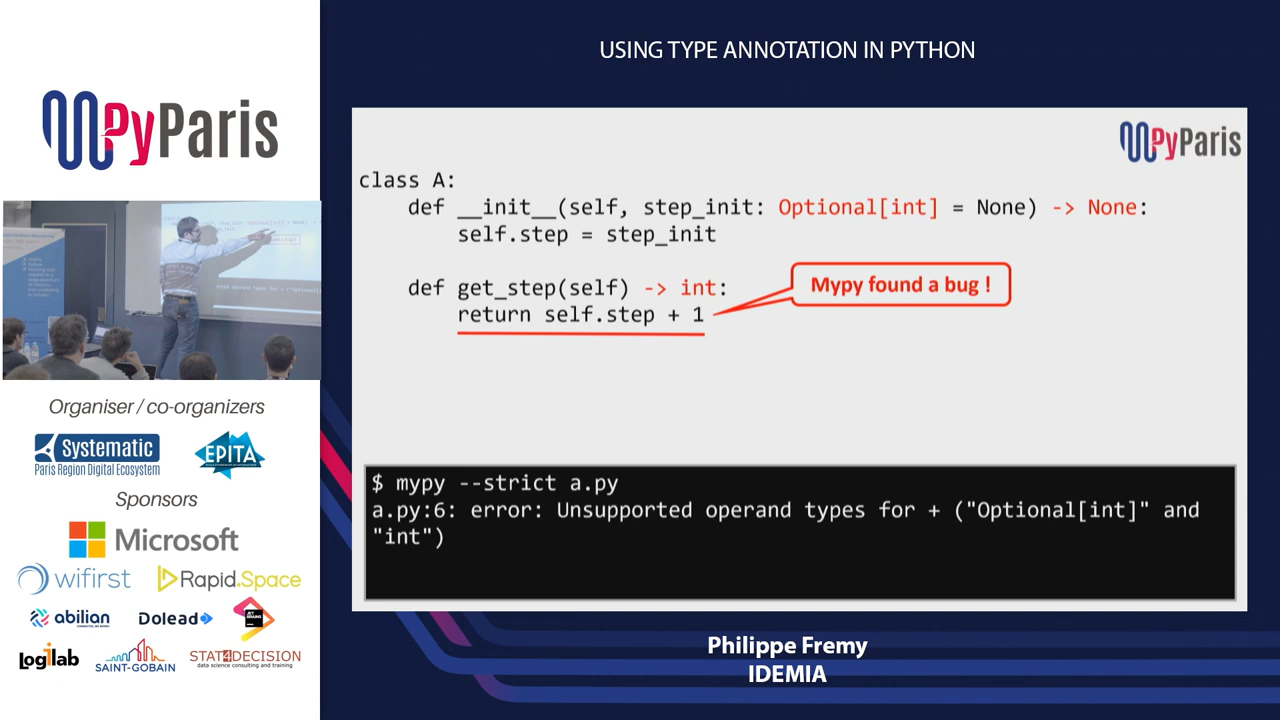 USING TYPE ANNOTATION IN PYTHON
PyParis
PyParis
class A:
    def __init__(self, step_init: Optional[int] = None) -> None:
        self.step = step_init
    def get_step(self) -> int:
        return self.step + 1
Mypy found a bug !
$ mypy --strict a.py
a.py:6: error: Unsupported operand types for + ("Optional[int]" and
"int")
Organiser / co-organizers
Systematic
Paris Region Digital Ecosystem
EPITA
Sponsors
Microsoft
wifirst
Rapid.Space
abilian
Dolead
JET
BRAINS
Logilab
SAINT-GOBAIN
STAT4DECISION
data science consulting and training
Philippe Fremy
IDEMIA